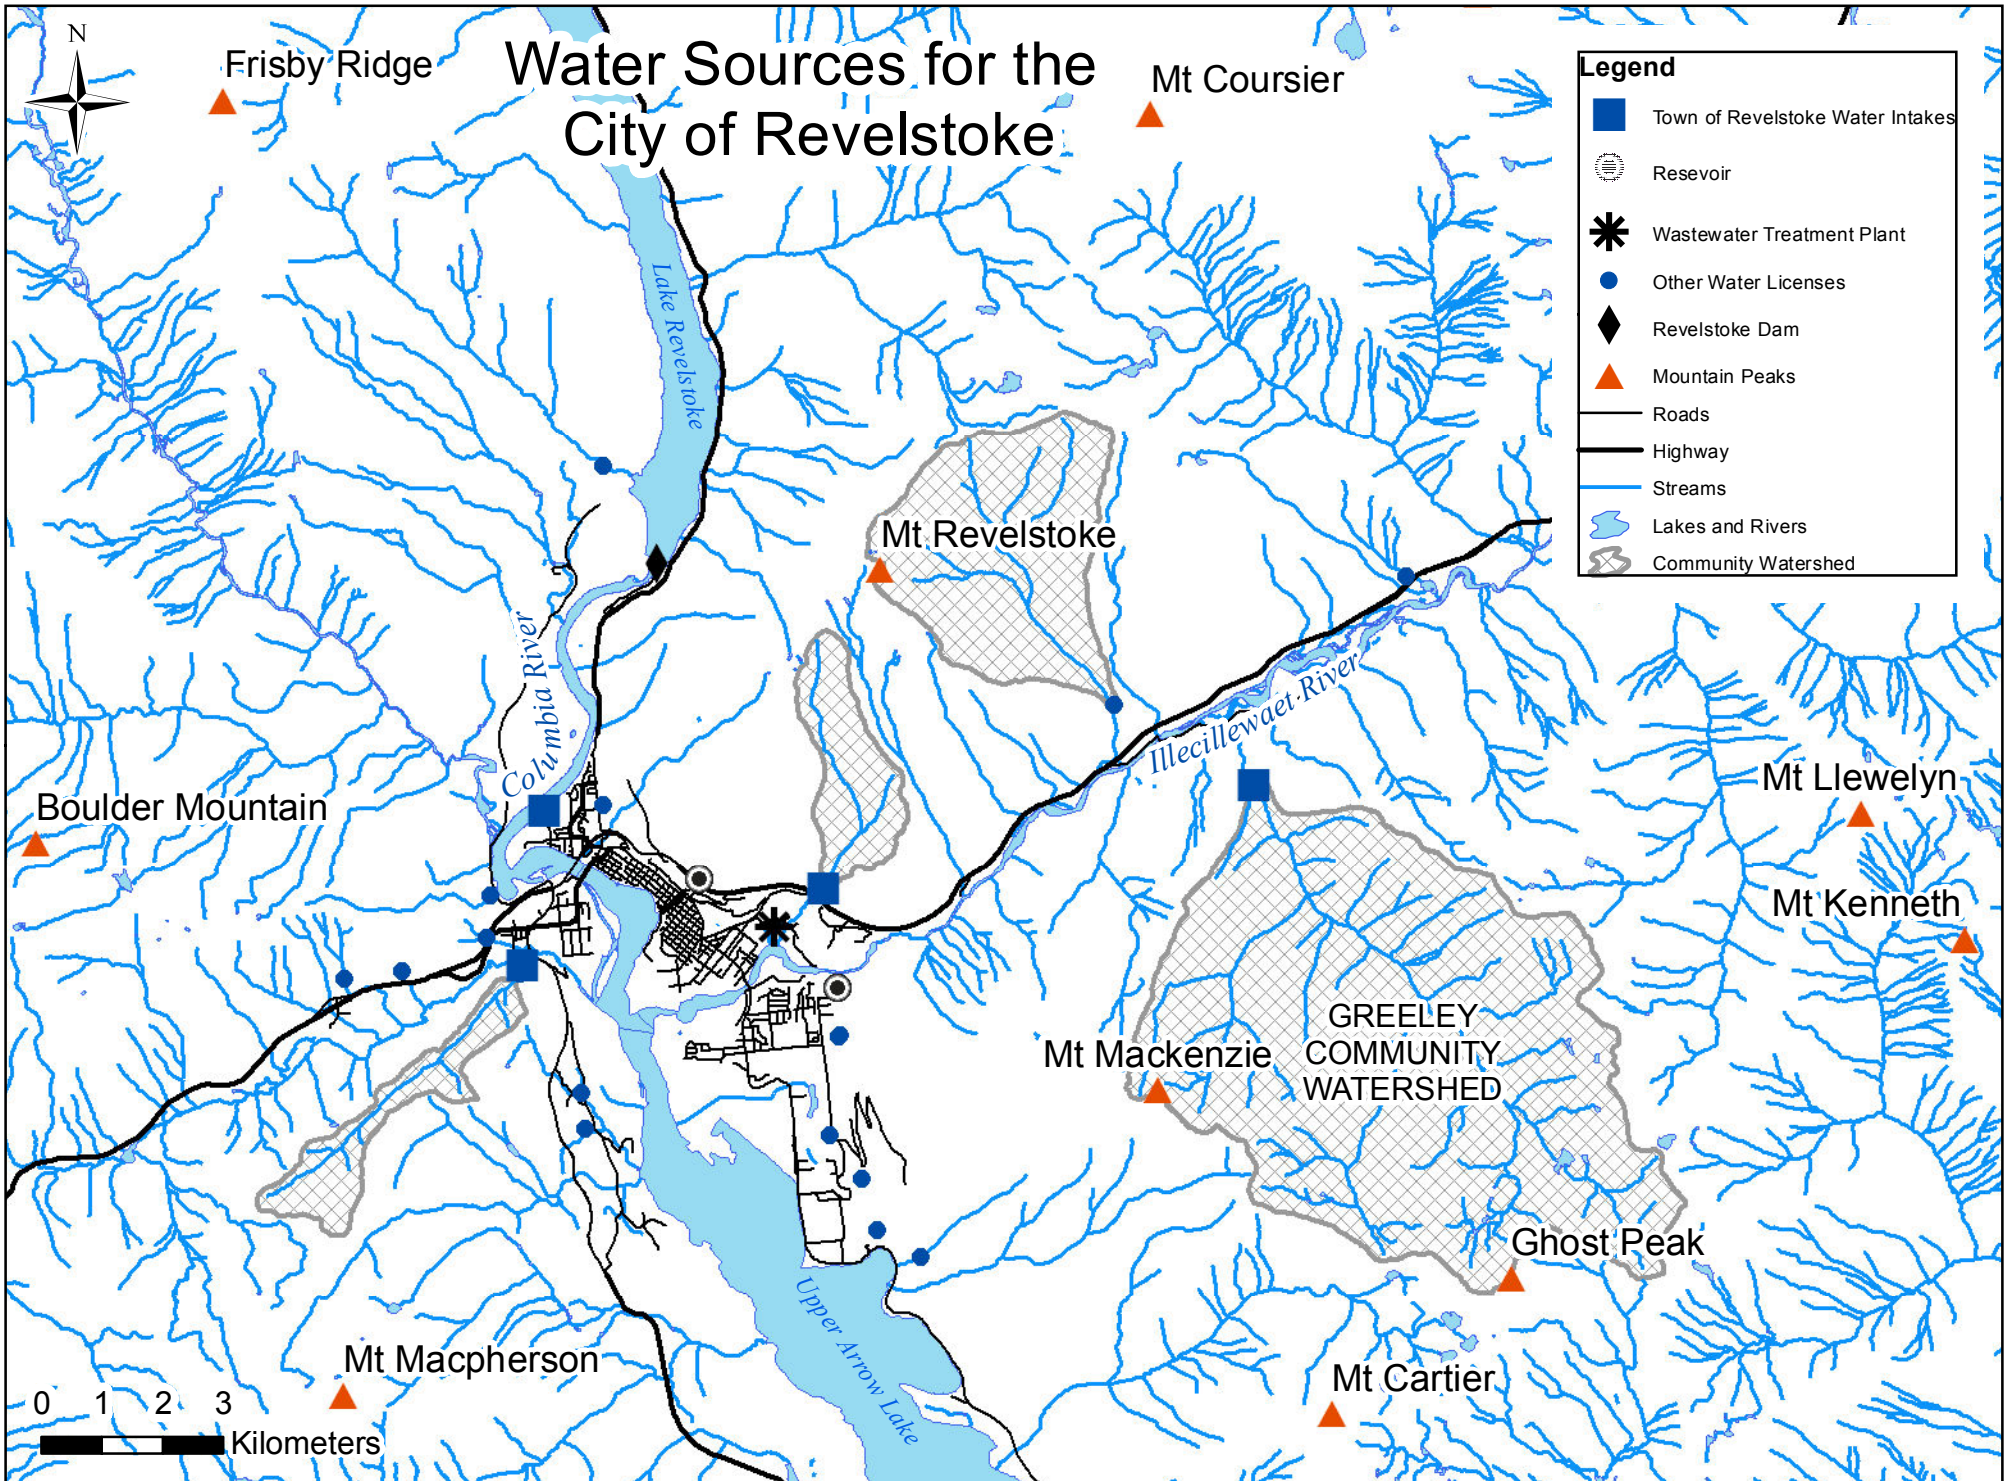 N
Frisby Ridge
Water Sources for the
City of Revelstoke
Mt Coursier
Legend
Town of Revelstoke Water Intakes
Resevoir
Wastewater Treatment Plant
Other Water Licenses
Revelstoke Dam
Mountain Peaks
Roads
Highway
Streams
Lakes and Rivers
Community Watershed
Lake Revelstoke
Mt Revelstoke
Columbia River
Illecillewaet River
Boulder Mountain
Mt Llewelyn
Mt Kenneth
GREELEY
COMMUNITY
WATERSHED
Mt Mackenzie
Ghost Peak
Upper Arrow Lake
Mt Macpherson
Mt Cartier
0 1 2 3
Kilometers